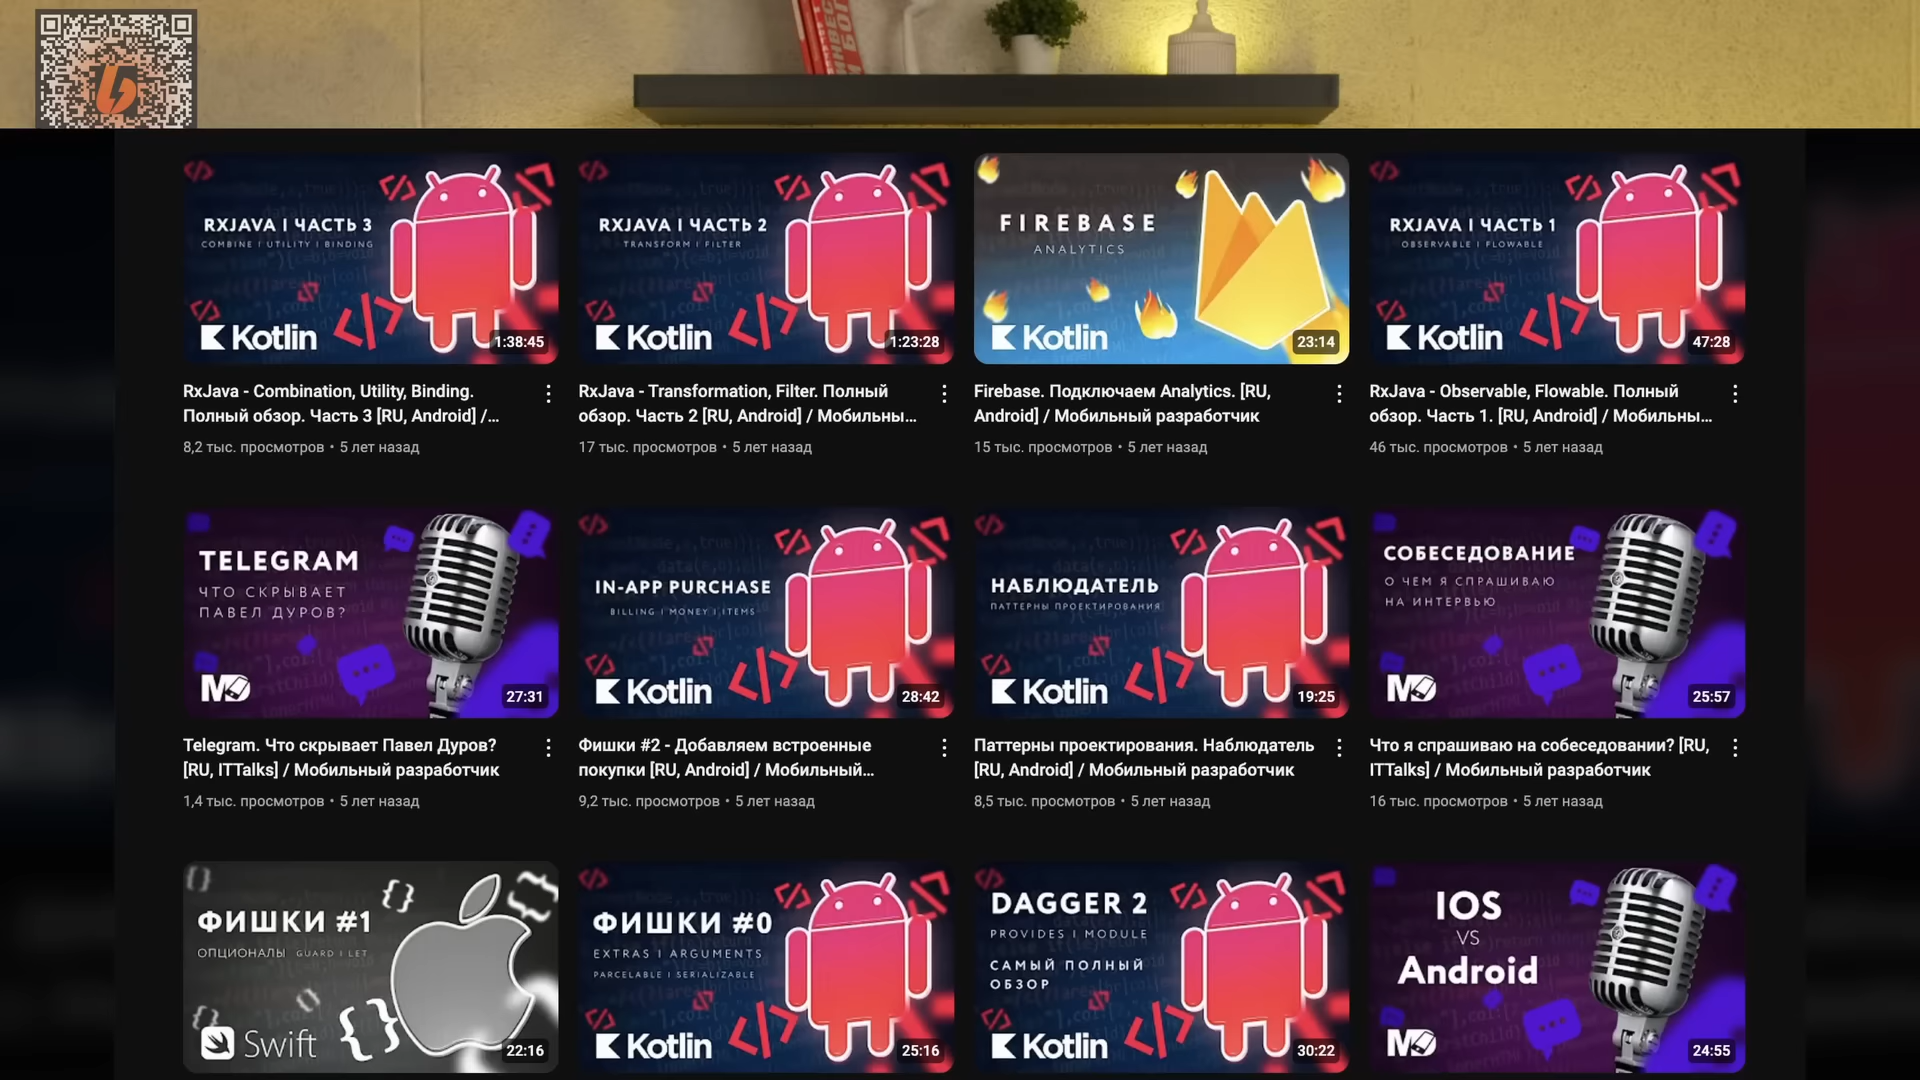 ИНВЕС
БОГ
RXJAVA | ЧАСТЬ 3
COMBINE | UTILITY | BINDING
Kotlin
1:38:45
RxJava - Combination, Utility, Binding.
Полный обзор. Часть 3 [RU, Android] /...
8,2 тыс. просмотров • 5 лет назад
RXJAVA | ЧАСТЬ 2
TRANSFORM | FILTER
Kotlin
1:23:28
RxJava - Transformation, Filter. Полный
обзор. Часть 2 [RU, Android] / Мобильны...
17 тыс. просмотров • 5 лет назад
FIREBASE
ANALYTICS
Kotlin
23:14
Firebase. Подключаем Analytics. [RU,
Android] / Мобильный разработчик
15 тыс. просмотров • 5 лет назад
RXJAVA | ЧАСТЬ 1
OBSERVABLE | FLOWABLE
Kotlin
47:28
RxJava - Observable, Flowable. Полный
обзор. Часть 1. [RU, Android] / Мобильны...
46 тыс. просмотров • 5 лет назад
TELEGRAM
ЧТО СКРЫВАЕТ
ПАВЕЛ ДУРОВ?
27:31
Telegram. Что скрывает Павел Дуров?
[RU, ITTalks] / Мобильный разработчик
1,4 тыс. просмотров • 5 лет назад
IN-APP PURCHASE
BILLING | MONEY | ITEMS
Kotlin
28:42
Фишки #2 - Добавляем встроенные
покупки [RU, Android] / Мобильный...
9,2 тыс. просмотров • 5 лет назад
НАБЛЮДАТЕЛЬ
ПАТТЕРНЫ ПРОЕКТИРОВАНИЯ
Kotlin
19:25
Паттерны проектирования. Наблюдатель
[RU, Android] / Мобильный разработчик
8,5 тыс. просмотров • 5 лет назад
СОБЕСЕДОВАНИЕ
О ЧЕМ Я СПРАШИВАЮ
НА ИНТЕРВЬЮ
25:57
Что я спрашиваю на собеседовании? [RU,
ITTalks] / Мобильный разработчик
16 тыс. просмотров • 5 лет назад
ФИШКИ #1
ОПЦИОНАЛЫ GUARD | LET
Swift
22:16
ФИШКИ #0
EXTRAS | ARGUMENTS
PARCELABLE | SERIALIZABLE
Kotlin
25:16
DAGGER 2
PROVIDES | MODULE
САМЫЙ ПОЛНЫЙ
ОБЗОР
Kotlin
30:22
IOS
VS
Android
24:55